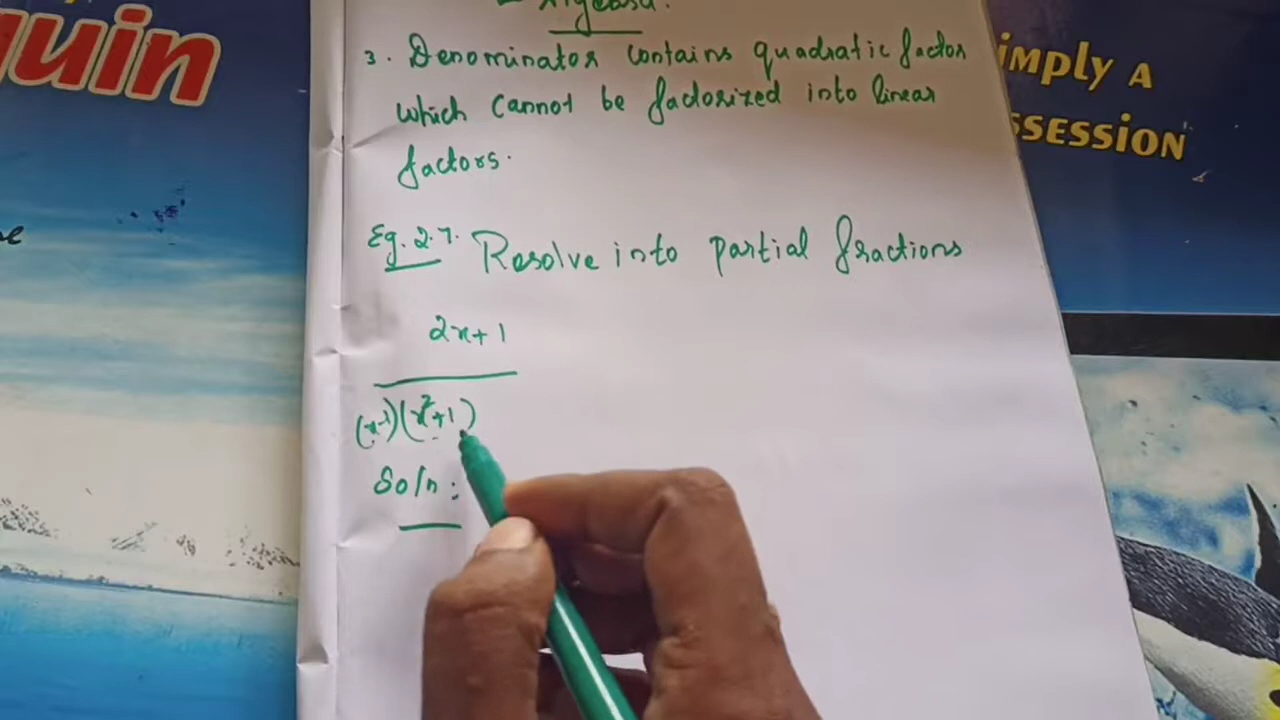 Algebra.
3. Denominator contains quadratic factor
which cannot be factorized into linear
factors.
Eg. 2.7. Resolve into partial fractions
2x+1
(x-1)(x²+1)
Soln:
uin
imply A
SSESSION